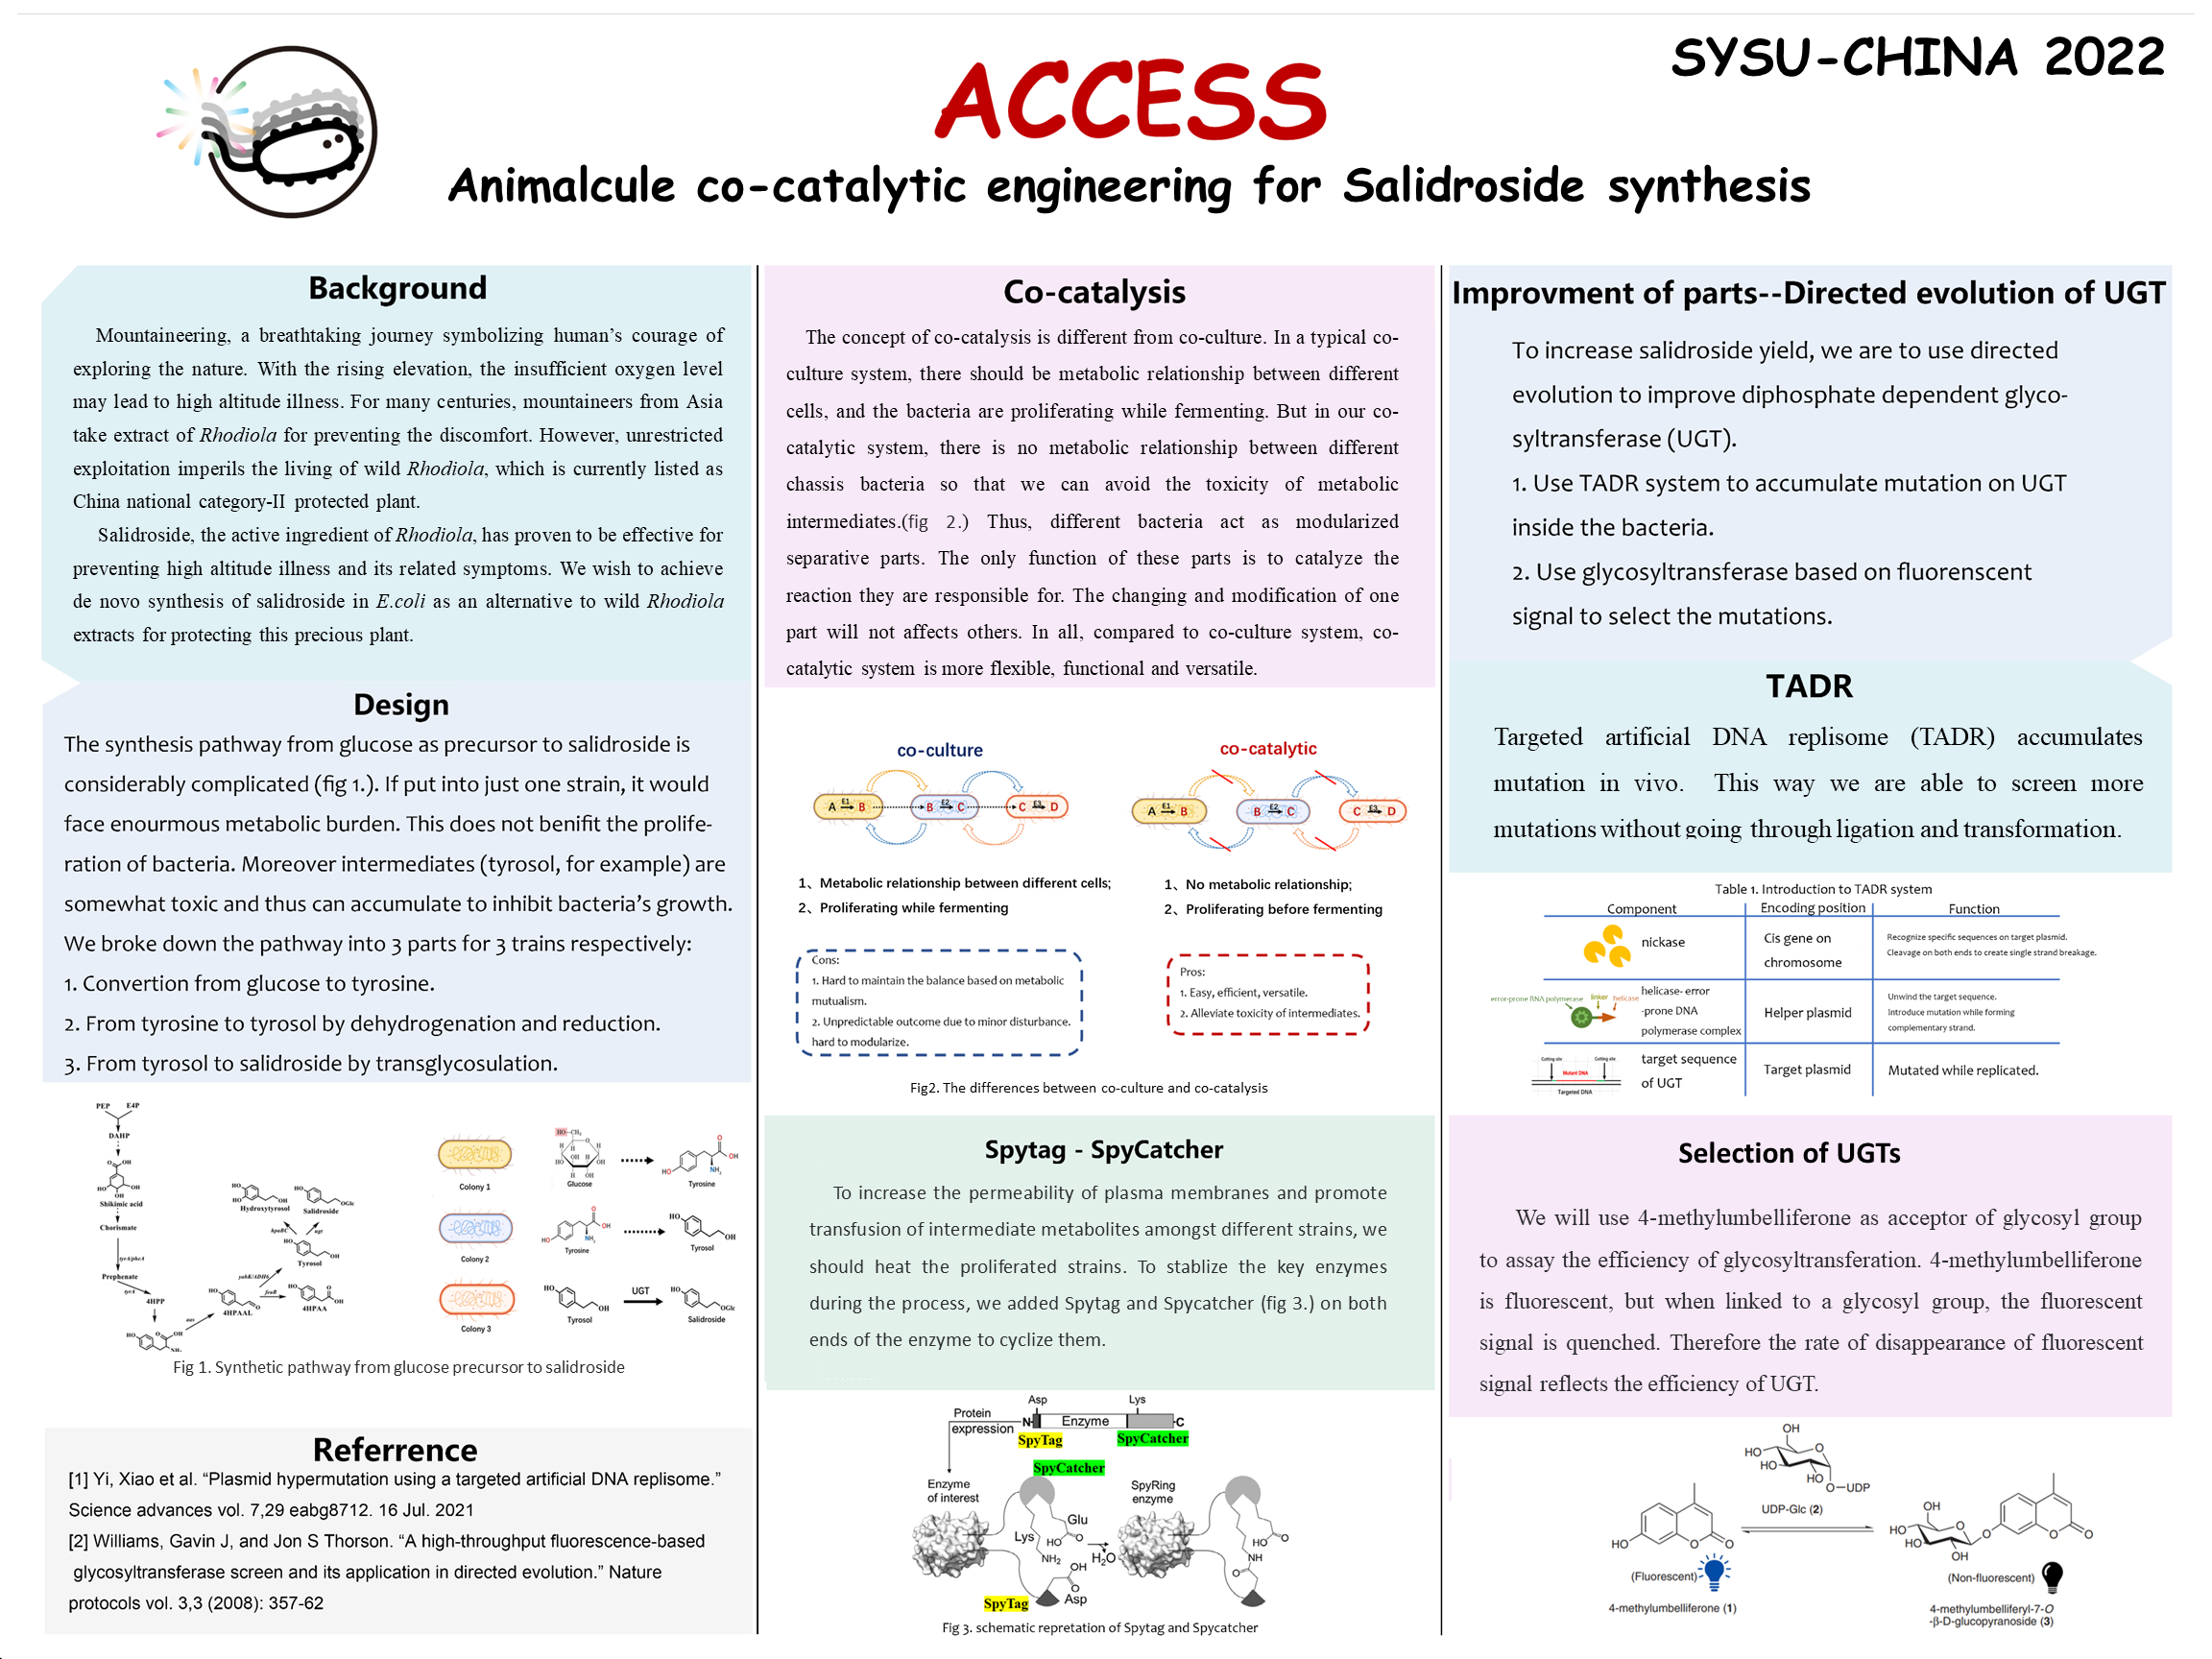 SYSU-CHINA 2022
ACCESS
Animalcule co-catalytic engineering for Salidroside synthesis
Background
Mountaineering, a breathtaking journey symbolizing human's courage of
exploring the nature. With the rising elevation, the insufficient oxygen level
may lead to high altitude illness. For many centuries, mountaineers from Asia
take extract of Rhodiola for preventing the discomfort. However, unrestricted
exploitation imperils the living of wild Rhodiola, which is currently listed as
China national category-II protected plant.
Salidroside, the active ingredient of Rhodiola, has proven to be effective for
preventing high altitude illness and its related symptoms. We wish to achieve
de novo synthesis of salidroside in E.coli as an alternative to wild Rhodiola
extracts for protecting this precious plant.
Design
The synthesis pathway from glucose as precursor to salidroside is
considerably complicated (fig 1.). If put into just one strain, it would
face enourmous metabolic burden. This does not benifit the prolife-
ration of bacteria. Moreover intermediates (tyrosol, for example) are
somewhat toxic and thus can accumulate to inhibit bacteria's growth.
We broke down the pathway into 3 parts for 3 trains respectively:
1. Convertion from glucose to tyrosine.
2. From tyrosine to tyrosol by dehydrogenation and reduction.
3. From tyrosol to salidroside by transglycosulation.
PEP E4P
DAHP
Shikimic acid
Chorismate
Prephenate
4HPP
4HPAAL
4HPAA
Tyrosol
Hydroxytyrosol
Salidroside
Colony 1
Glucose
Tyrosine
Colony 2
Tyrosine
Tyrosol
Colony 3
Tyrosol
UGT
Salidroside
Fig 1. Synthetic pathway from glucose precursor to salidroside
Referrence
[1] Yi, Xiao et al. “Plasmid hypermutation using a targeted artificial DNA replisome.”
Science advances vol. 7,29 eabg8712. 16 Jul. 2021
[2] Williams, Gavin J, and Jon S Thorson. “A high-throughput fluorescence-based
glycosyltransferase screen and its application in directed evolution.” Nature
protocols vol. 3,3 (2008): 357-62
Co-catalysis
The concept of co-catalysis is different from co-culture. In a typical co-
culture system, there should be metabolic relationship between different
cells, and the bacteria are proliferating while fermenting. But in our co-
catalytic system, there is no metabolic relationship between different
chassis bacteria so that we can avoid the toxicity of metabolic
intermediates.(fig 2.) Thus, different bacteria act as modularized
separative parts. The only function of these parts is to catalyze the
reaction they are responsible for. The changing and modification of one
part will not affects others. In all, compared to co-culture system, co-
catalytic system is more flexible, functional and versatile.
co-culture
A E1 B
B E2 C
C E3 D
1、Metabolic relationship between different cells;
2、Proliferating while fermenting
Cons:
1. Hard to maintain the balance based on metabolic
mutualism.
2. Unpredictable outcome due to minor disturbance.
hard to modularize.
co-catalytic
A E1 B
B E2 C
C E3 D
1、No metabolic relationship;
2、Proliferating before fermenting
Pros:
1. Easy, efficient, versatile.
2. Alleviate toxicity of intermediates.
Fig2. The differences between co-culture and co-catalysis
Spytag - SpyCatcher
To increase the permeability of plasma membranes and promote
transfusion of intermediate metabolites amongst different strains, we
should heat the proliferated strains. To stablize the key enzymes
during the process, we added Spytag and Spycatcher (fig 3.) on both
ends of the enzyme to cyclize them.
Asp Lys
Protein
expression
N Enzyme C
SpyTag SpyCatcher
SpyCatcher
Enzyme
of interest
SpyRing
enzyme
Glu
Lys HO O
NH2
H2O
OH
O
Asp
SpyTag
HO O
NH
O
Fig 3. schematic repretation of Spytag and Spycatcher
Improvment of parts--Directed evolution of UGT
To increase salidroside yield, we are to use directed
evolution to improve diphosphate dependent glyco-
syltransferase (UGT).
1. Use TADR system to accumulate mutation on UGT
inside the bacteria.
2. Use glycosyltransferase based on fluorenscent
signal to select the mutations.
TADR
Targeted artificial DNA replisome (TADR) accumulates
mutation in vivo. This way we are able to screen more
mutations without going through ligation and transformation.
Table 1. Introduction to TADR system
Component Encoding position Function
nickase
Cis gene on
chromosome
Recognize specific sequences on target plasmid.
Cleavage on both ends to create single strand breakage.
error-prone RNA polymerase linker helicase
helicase- error
-prone DNA
polymerase complex
Helper plasmid
Unwind the target sequence.
Introduce mutation while forming
complementary strand.
Cutting site Cutting site
Mutant DNA
Targeted DNA
target sequence
of UGT
Target plasmid
Mutated while replicated.
Selection of UGTs
We will use 4-methylumbelliferone as acceptor of glycosyl group
to assay the efficiency of glycosyltransferation. 4-methylumbelliferone
is fluorescent, but when linked to a glycosyl group, the fluorescent
signal is quenched. Therefore the rate of disappearance of fluorescent
signal reflects the efficiency of UGT.
OH
HO O
HO
HO
O—UDP
UDP-Glc (2)
HO O O
(Fluorescent)
4-methylumbelliferone (1)
OH
HO O
HO O O O
OH
(Non-fluorescent)
4-methylumbelliferyl-7-O
-β-D-glucopyranoside (3)